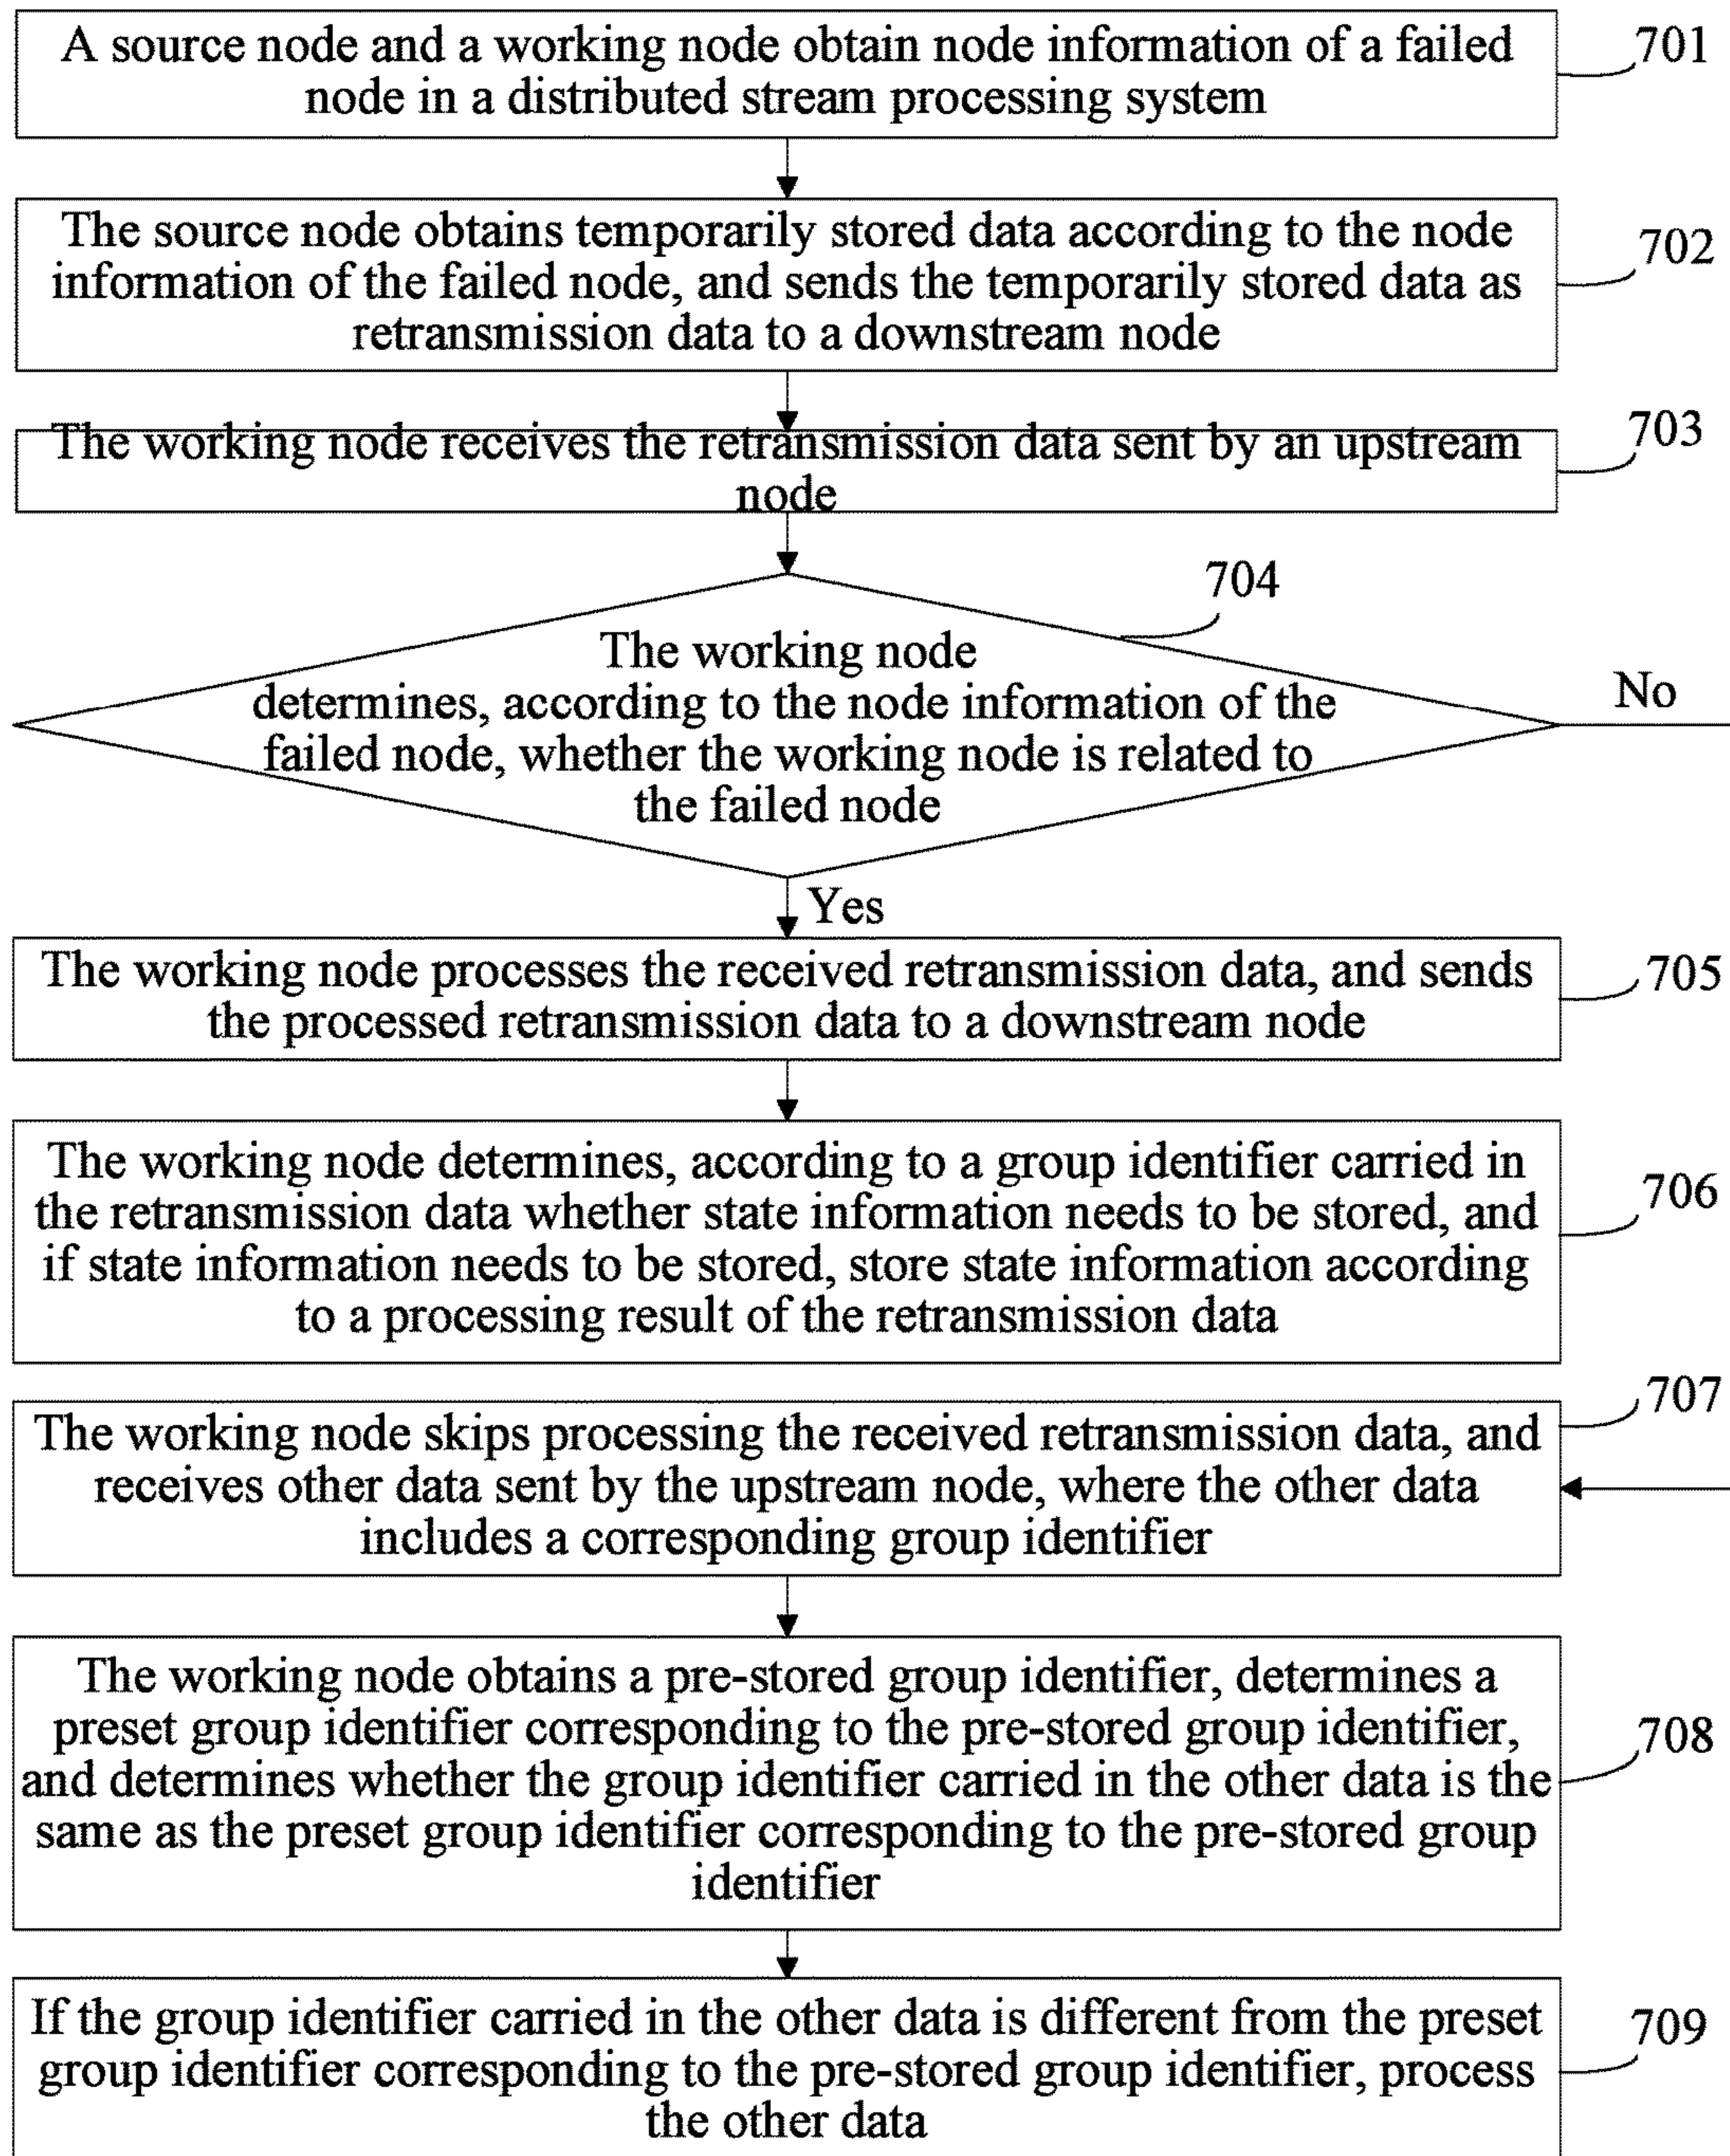 A source node and a working node obtain node information of a failed
node in a distributed stream processing system
701
The source node obtains temporarily stored data according to the node
information of the failed node, and sends the temporarily stored data as
retransmission data to a downstream node
702
The working node receives the retransmission data sent by an upstream
node
703
704
The working node
determines, according to the node information of the
failed node, whether the working node is related to
the failed node
No
Yes
The working node processes the received retransmission data, and sends
the processed retransmission data to a downstream node
705
The working node determines, according to a group identifier carried in
the retransmission data whether state information needs to be stored, and
if state information needs to be stored, store state information according
to a processing result of the retransmission data
706
The working node skips processing the received retransmission data, and
receives other data sent by the upstream node, where the other data
includes a corresponding group identifier
707
The working node obtains a pre-stored group identifier, determines a
preset group identifier corresponding to the pre-stored group identifier,
and determines whether the group identifier carried in the other data is the
same as the preset group identifier corresponding to the pre-stored group
identifier
708
If the group identifier carried in the other data is different from the preset
group identifier corresponding to the pre-stored group identifier, process
the other data
709